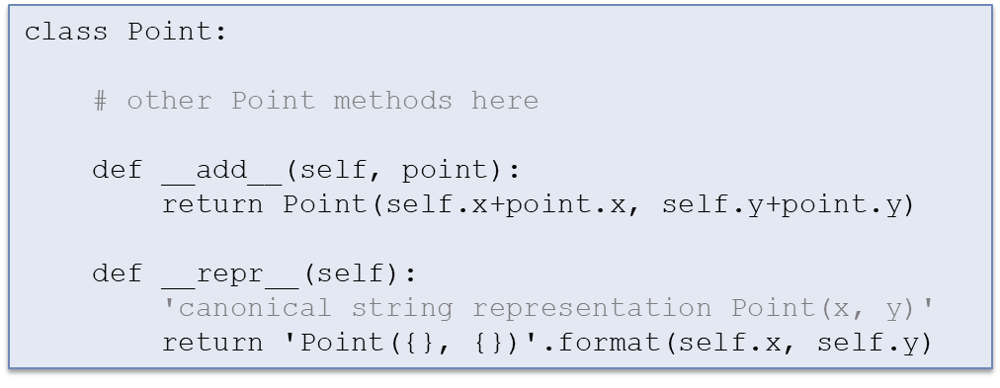 class Point:
    # other Point methods here
    def __add__(self, point):
        return Point(self.x+point.x, self.y+point.y)
    def __repr__(self):
        'canonical string representation Point(x, y)'
        return 'Point({}, {})'.format(self.x, self.y)